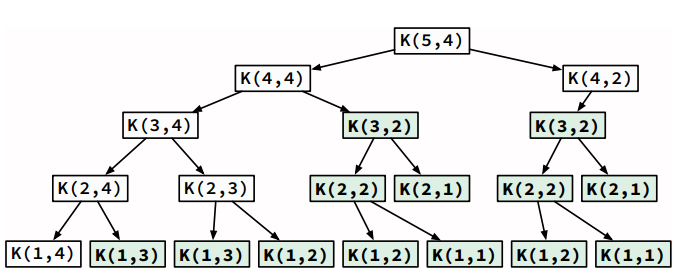 K(5,4)
K(4,4) K(4,2)
K(3,4) K(3,2) K(3,2)
K(2,4) K(2,3) K(2,2) K(2,1) K(2,2) K(2,1)
K(1,4) K(1,3) K(1,3) K(1,2) K(1,2) K(1,1) K(1,2) K(1,1)